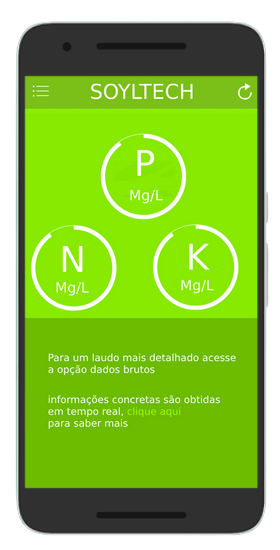 SOYLTECH
P
Mg/L
N
Mg/L
K
Mg/L
Para um laudo mais detalhado acesse
a opção dados brutos
informações concretas são obtidas
em tempo real, clique aqui
para saber mais